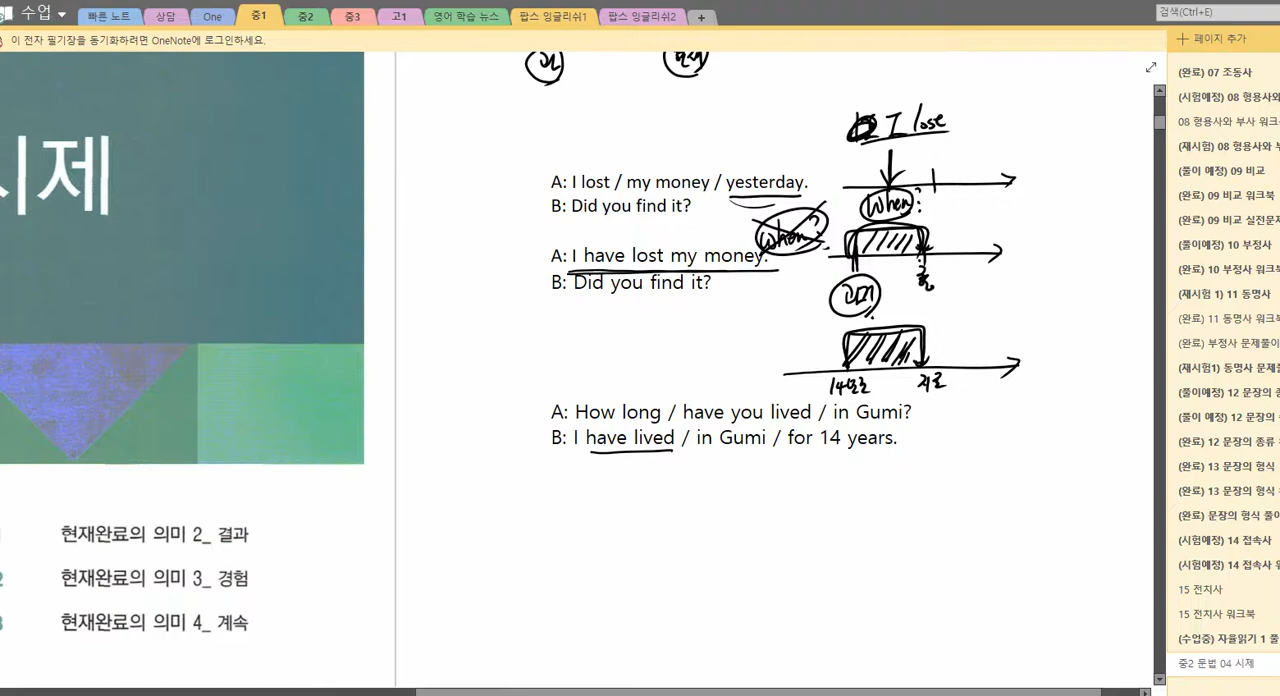 수업
빠른 노트 상담 One 중1 중2 중3 고1 영어 학습 뉴스 팝스 잉글리쉬1 팝스 잉글리쉬2 +
검색(Ctrl+E)
이 전자 필기장을 동기화하려면 OneNote에 로그인하세요.
페이지 추가
시제
I lose
A: I lost / my money / yesterday.
B: Did you find it?
When?
when?
A: I have lost my money.
B: Did you find it?
과거
14년도 지금
A: How long / have you lived / in Gumi?
B: I have lived / in Gumi / for 14 years.
현재완료의 의미 2_ 결과
2 현재완료의 의미 3_ 경험
3 현재완료의 의미 4_ 계속
(완료) 07 조동사
(시험예정) 08 형용사와
08 형용사와 부사 워크
(재시험) 08 형용사와 부
(풀이 예정) 09 비교
(완료) 09 비교 워크북
(완료) 09 비교 실전문제
(풀이예정) 10 부정사
(완료) 10 부정사 워크북
(재시험 1) 11 동명사
(완료) 11 동명사 워크북
(완료) 부정사 문제풀이
(재시험1) 동명사 문제
(풀이예정) 12 문장의
(풀이 예정) 12 문장의
(완료) 12 문장의 종류
(완료) 13 문장의 형식
(완료) 13 문장의 형식
(완료) 문장의 형식 풀이
(시험예정) 14 접속사
(시험예정) 14 접속사 워
15 전치사
15 전치사 워크북
(수업중) 자율읽기 1 풀
중2 문법 04 시제